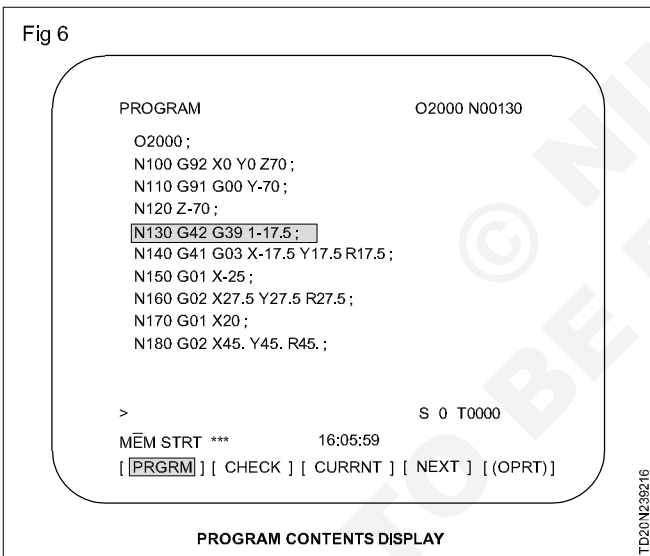 Fig 6
PROGRAM O2000 N00130
O2000 ;
N100 G92 X0 Y0 Z70 ;
N110 G91 G00 Y-70 ;
N120 Z-70 ;
N130 G42 G39 1-17.5 ;
N140 G41 G03 X-17.5 Y17.5 R17.5 ;
N150 G01 X-25 ;
N160 G02 X27.5 Y27.5 R27.5 ;
N170 G01 X20 ;
N180 G02 X45. Y45. R45. ;
> S 0 T0000
MEM STRT *** 16:05:59
[ PRGRM ] [ CHECK ] [ CURRNT ] [ NEXT ] [ (OPRT) ]
PROGRAM CONTENTS DISPLAY
TD20N239216
© NI
TO BE